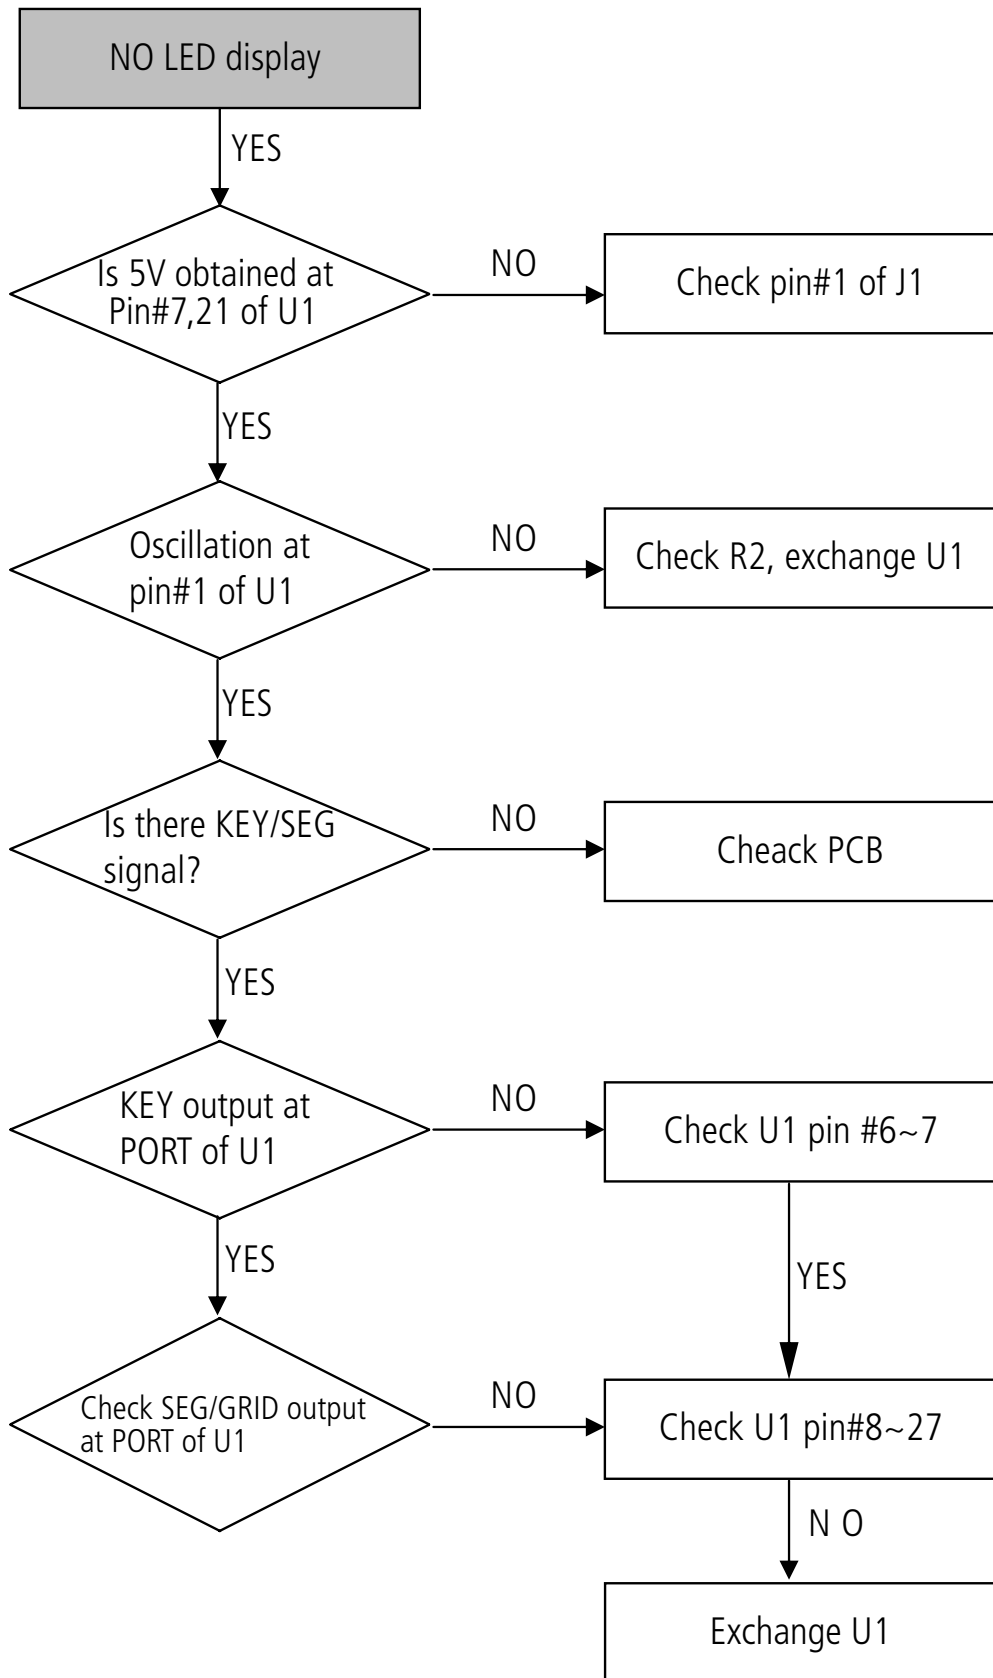 NO LED display
YES
Is 5V obtained at
Pin#7,21 of U1
NO
Check pin#1 of J1
YES
Oscillation at
pin#1 of U1
NO
Check R2, exchange U1
YES
Is there KEY/SEG
signal?
NO
Cheack PCB
YES
KEY output at
PORT of U1
NO
Check U1 pin #6~7
YES
YES
Check SEG/GRID output
at PORT of U1
NO
Check U1 pin#8~27
N O
Exchange U1